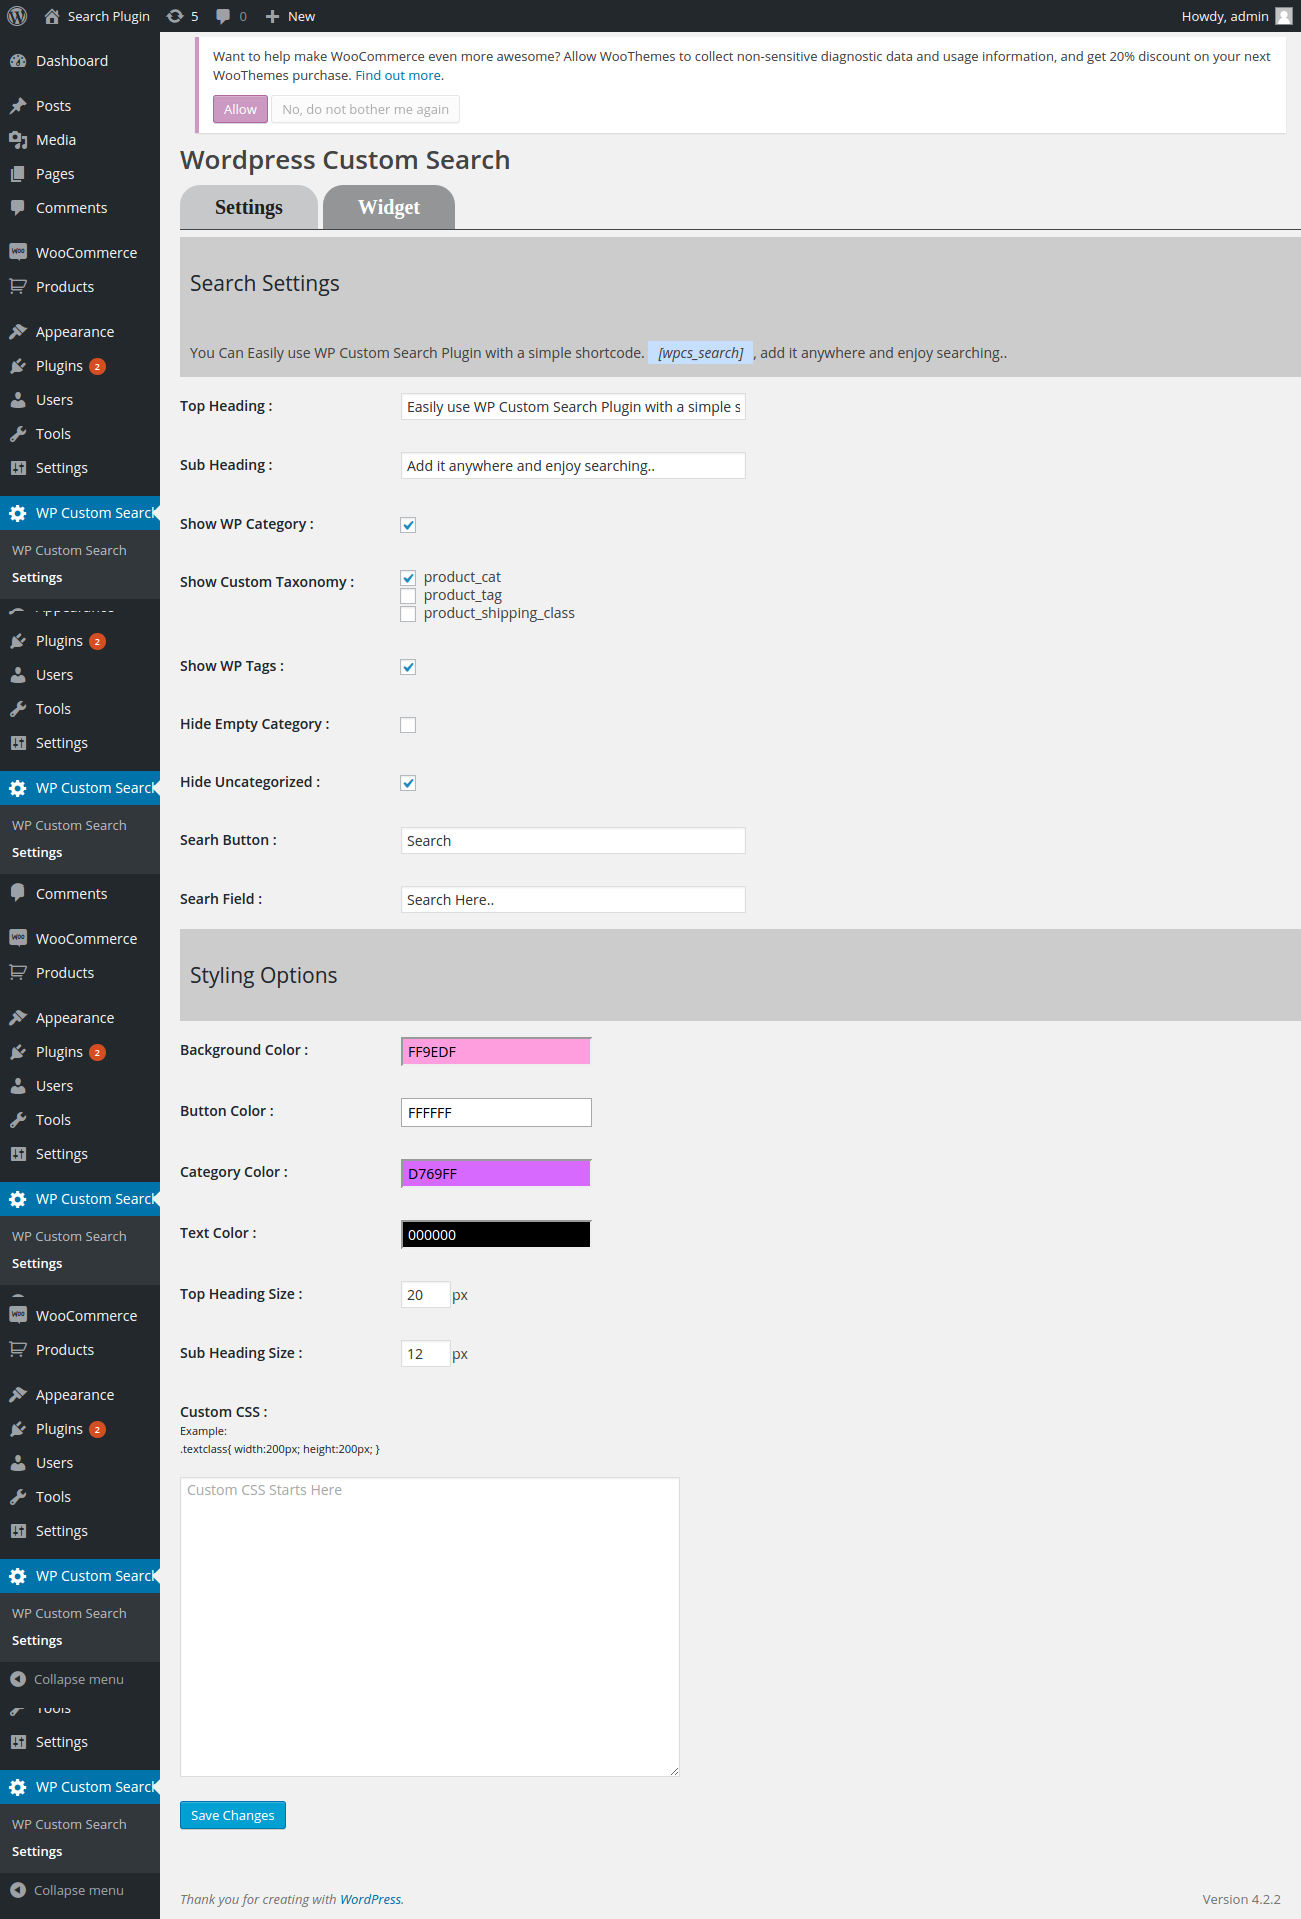 Search Plugin 5 0 New Howdy, admin
Dashboard
Posts
Media
Pages
Comments
WooCommerce
Products
Appearance
Plugins 2
Users
Tools
Settings
WP Custom Searc
WP Custom Search
Settings
Appearance
Plugins 2
Users
Tools
Settings
WP Custom Searc
WP Custom Search
Settings
Comments
WooCommerce
Products
Appearance
Plugins 2
Users
Tools
Settings
WP Custom Searc
WP Custom Search
Settings
WooCommerce
Products
Appearance
Plugins 2
Users
Tools
Settings
WP Custom Searc
WP Custom Search
Settings
Collapse menu
Tools
Settings
WP Custom Searc
WP Custom Search
Settings
Collapse menu
Want to help make WooCommerce even more awesome? Allow WooThemes to collect non-sensitive diagnostic data and usage information, and get 20% discount on your next
WooThemes purchase. Find out more.
Allow No, do not bother me again
Wordpress Custom Search
Settings Widget
Search Settings
You Can Easily use WP Custom Search Plugin with a simple shortcode. [wpcs_search] , add it anywhere and enjoy searching..
Top Heading : Easily use WP Custom Search Plugin with a simple s
Sub Heading : Add it anywhere and enjoy searching..
Show WP Category :
Show Custom Taxonomy : product_cat
product_tag
product_shipping_class
Show WP Tags :
Hide Empty Category :
Hide Uncategorized :
Searh Button : Search
Searh Field : Search Here..
Styling Options
Background Color : FF9EDF
Button Color : FFFFFF
Category Color : D769FF
Text Color : 000000
Top Heading Size : 20 px
Sub Heading Size : 12 px
Custom CSS :
Example:
.textclass{ width:200px; height:200px; }
Custom CSS Starts Here
Save Changes
Thank you for creating with WordPress. Version 4.2.2